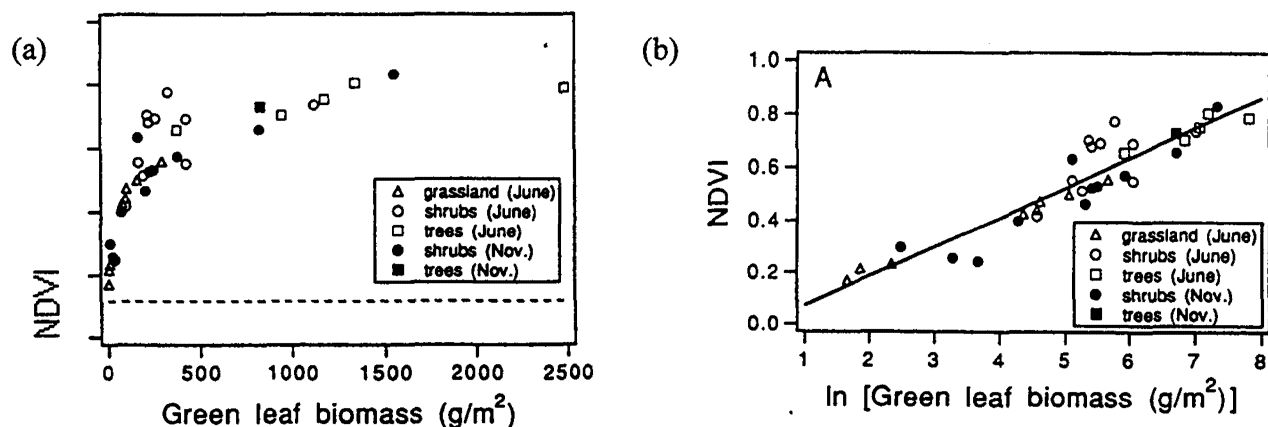 (a)
NDVI
△ grassland (June)
○ shrubs (June)
□ trees (June)
● shrubs (Nov.)
■ trees (Nov.)
0 500 1000 1500 2000 2500
Green leaf biomass (g/m²)
(b)
A
NDVI
1.0
0.8
0.6
0.4
0.2
0.0
△ grassland (June)
○ shrubs (June)
□ trees (June)
● shrubs (Nov.)
■ trees (Nov.)
1 2 3 4 5 6 7 8
ln [Green leaf biomass (g/m²)]